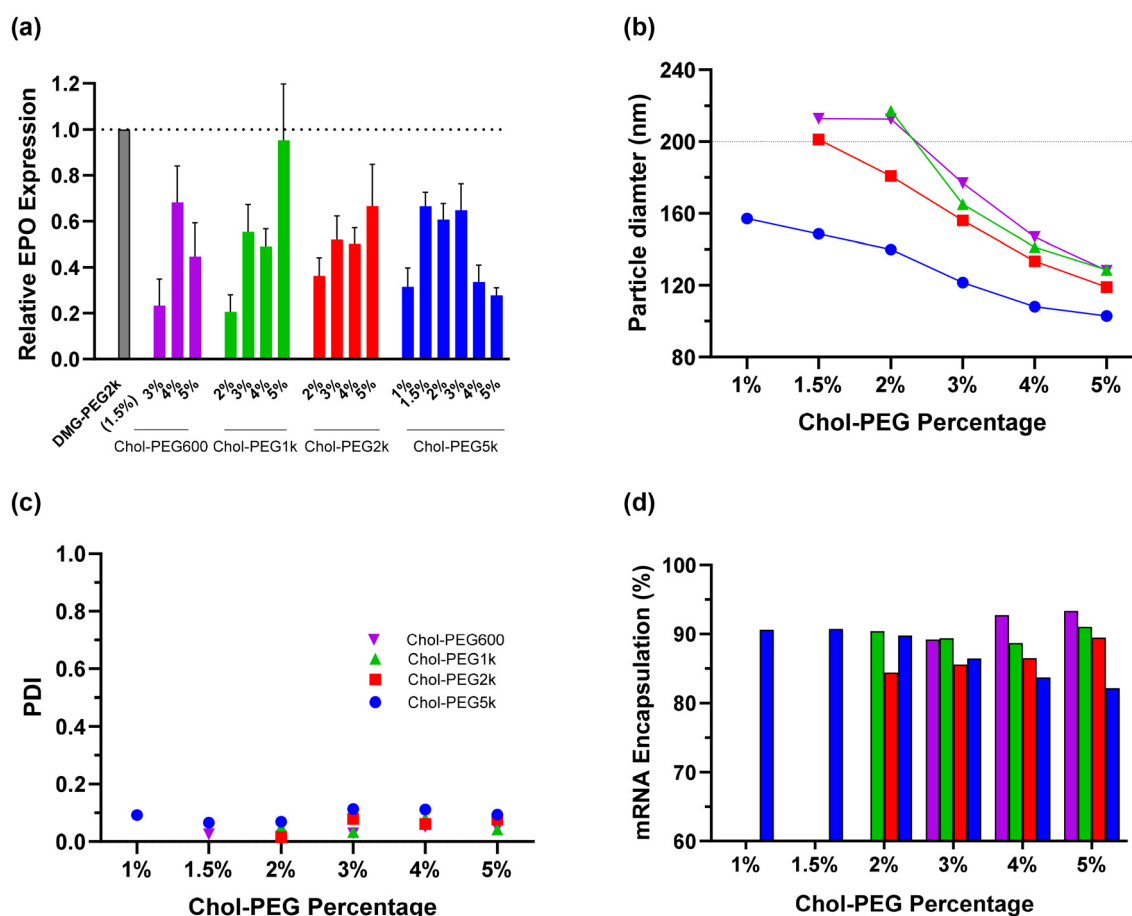 (a)
Relative EPO Expression
1.2
1.0
0.8
0.6
0.4
0.2
0.0
DMG-PEG2k
(1.5%)
3%
4%
5%
2%
3%
4%
5%
2%
3%
4%
5%
1%
1.5%
2%
3%
4%
5%
Chol-PEG600
Chol-PEG1k
Chol-PEG2k
Chol-PEG5k
(b)
Particle diamter (nm)
240
200
160
120
80
1%
1.5%
2%
3%
4%
5%
Chol-PEG Percentage
(c)
PDI
1.0
0.8
0.6
0.4
0.2
0.0
Chol-PEG600
Chol-PEG1k
Chol-PEG2k
Chol-PEG5k
1%
1.5%
2%
3%
4%
5%
Chol-PEG Percentage
(d)
mRNA Encapsulation (%)
100
90
80
70
60
1%
1.5%
2%
3%
4%
5%
Chol-PEG Percentage